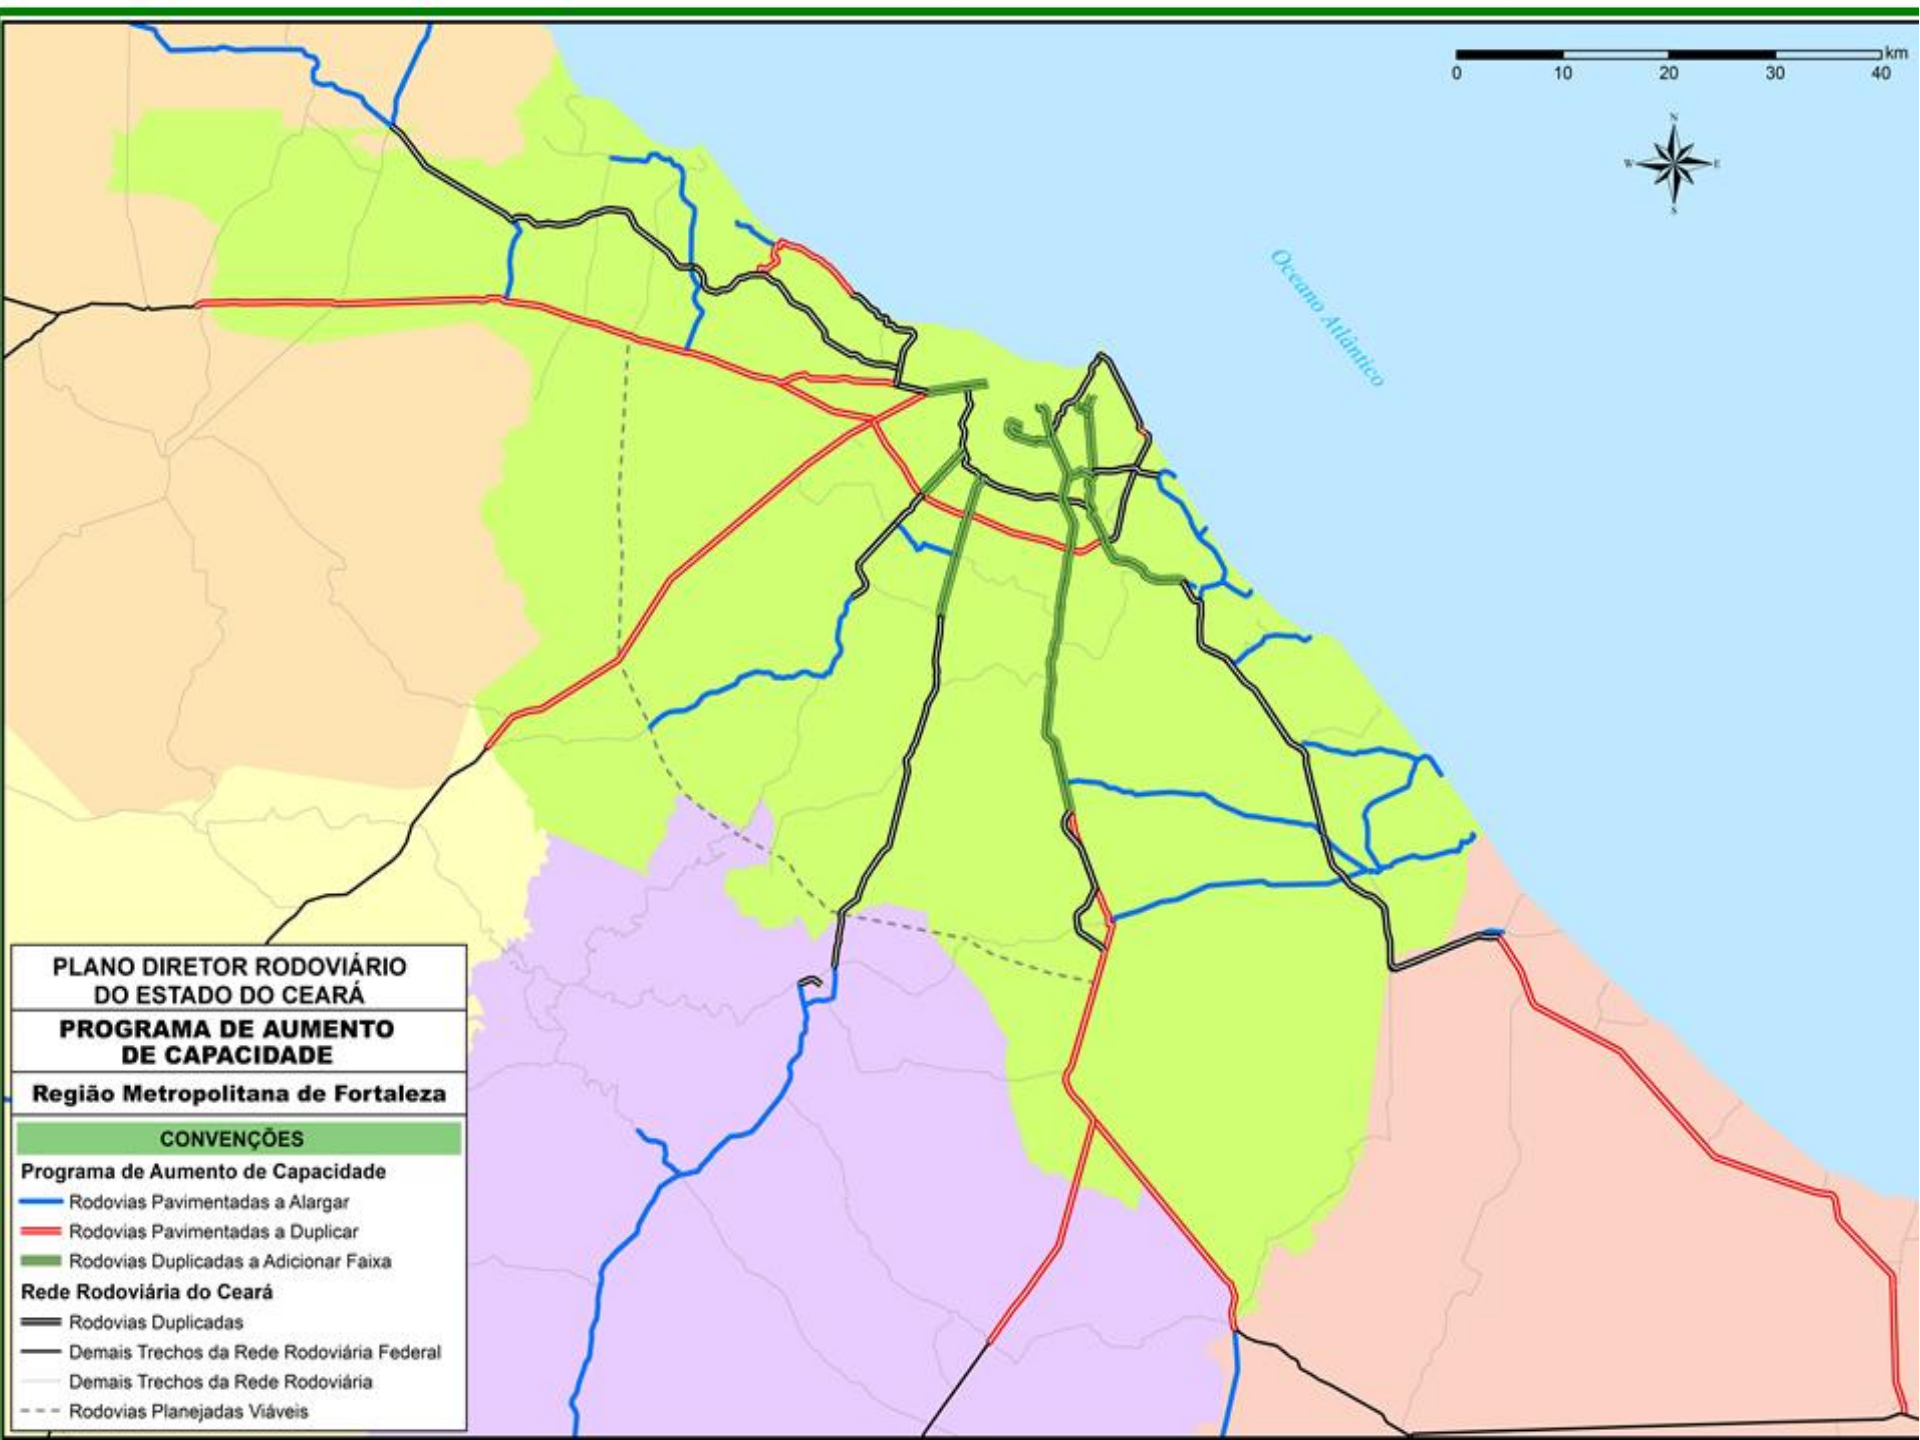 km
0 10 20 30 40
N
W E
S
Oceano Atlântico
PLANO DIRETOR RODOVIÁRIO
DO ESTADO DO CEARÁ
PROGRAMA DE AUMENTO
DE CAPACIDADE
Região Metropolitana de Fortaleza
CONVENÇÕES
Programa de Aumento de Capacidade
Rodovias Pavimentadas a Alargar
Rodovias Pavimentadas a Duplicar
Rodovias Duplicadas a Adicionar Faixa
Rede Rodoviária do Ceará
Rodovias Duplicadas
Demais Trechos da Rede Rodoviária Federal
Demais Trechos da Rede Rodoviária
Rodovias Planejadas Viáveis